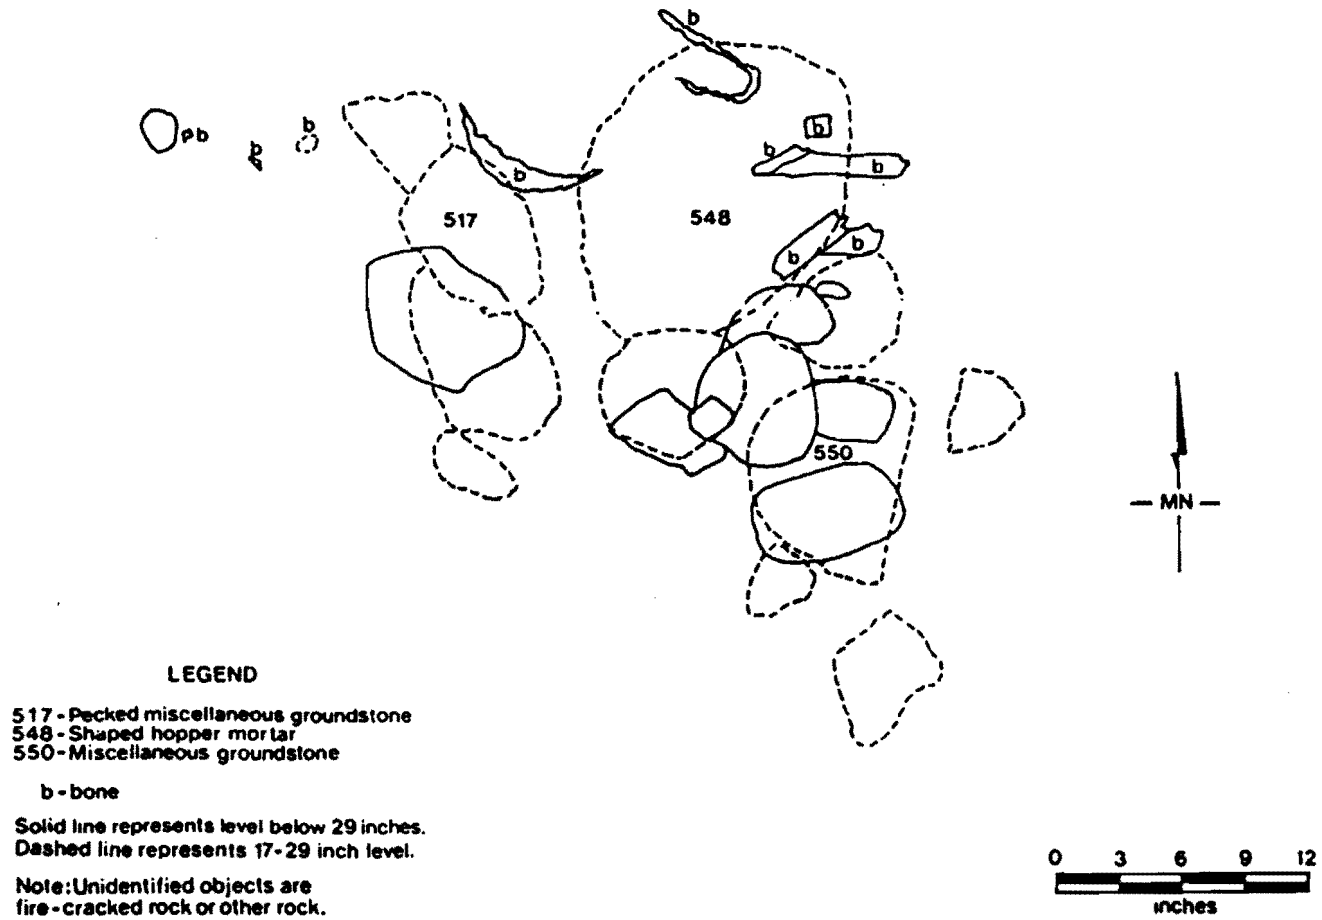 b
b
b
b
b
b
b
b
b
b
517
548
b
b
550
MN
LEGEND
517-Pecked miscellaneous groundstone
548-Shaped hopper mortar
550-Miscellaneous groundstone
b-bone
Solid line represents level below 29 inches.
Dashed line represents 17-29 inch level.
Note:Unidentified objects are
fire-cracked rock or other rock.
0 3 6 9 12
inches